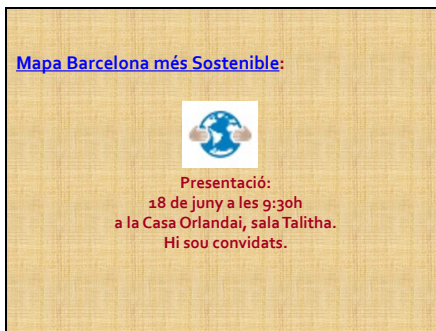 Mapa Barcelona més Sostenible:
Presentació:
18 de juny a les 9:30h
a la Casa Orlandai, sala Talitha.
Hi sou convidats.